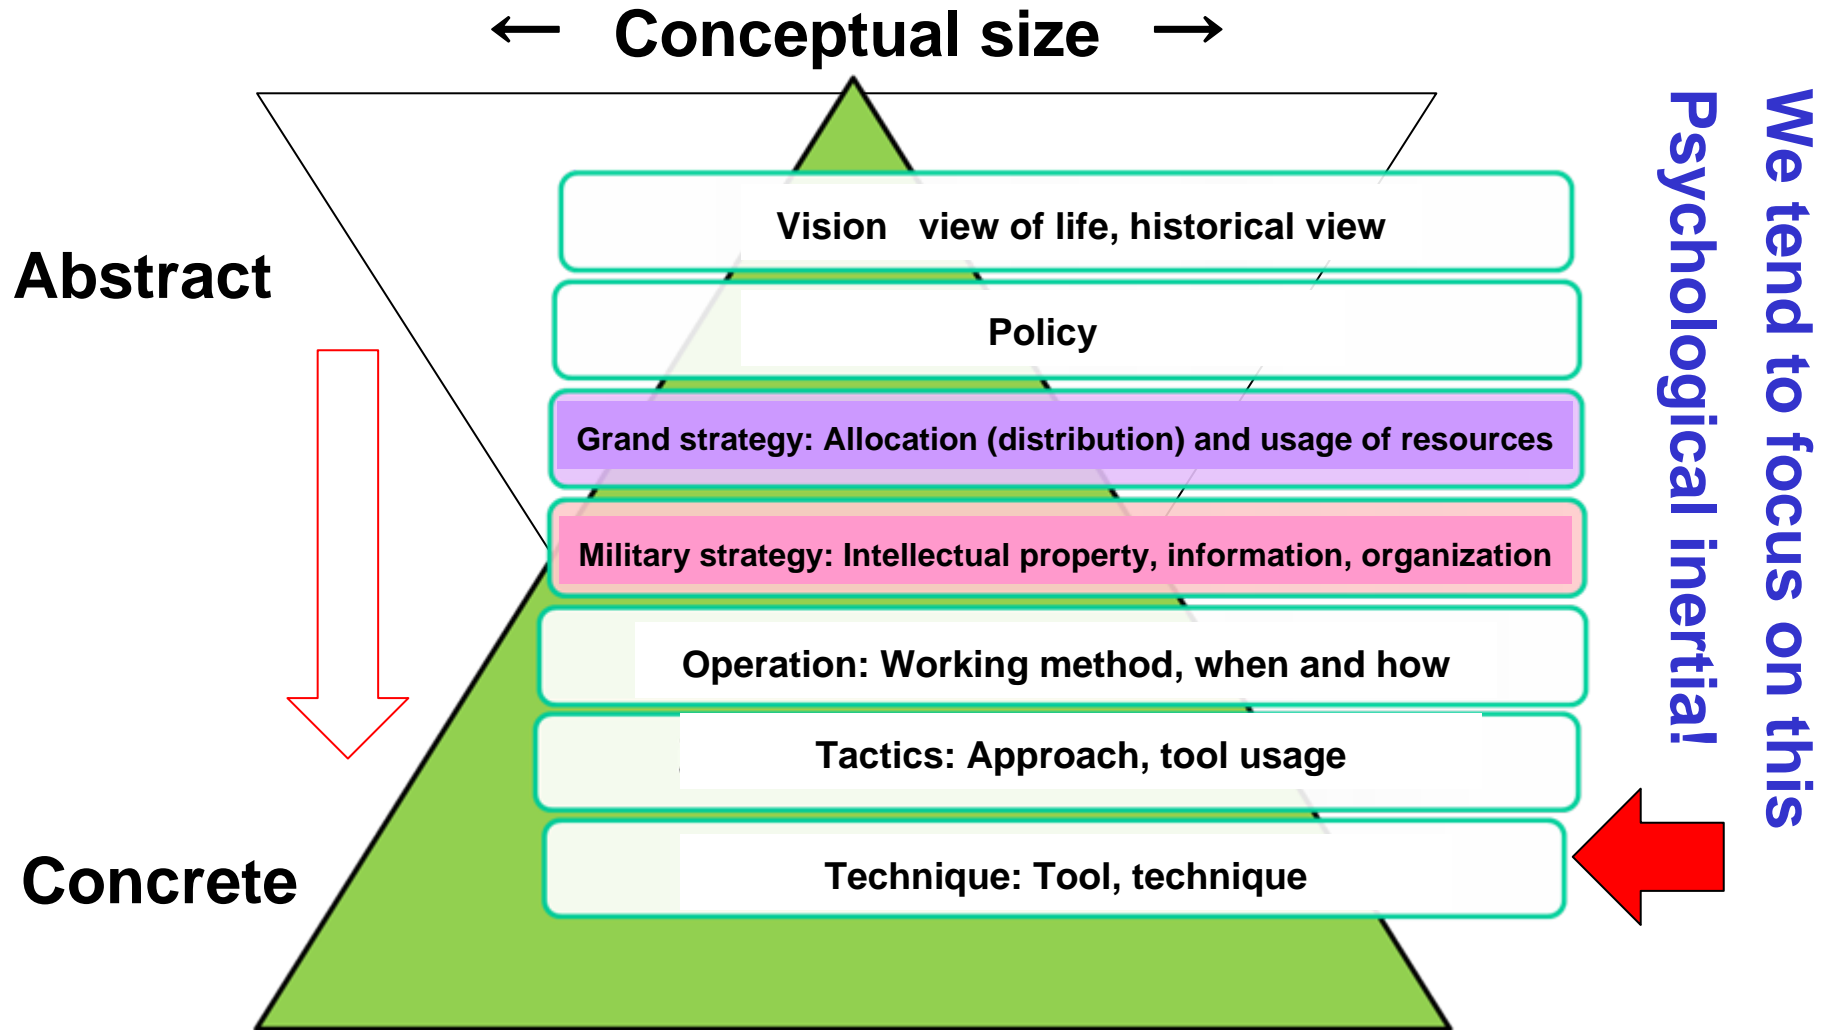 ← Conceptual size →
Abstract
Vision view of life, historical view
Policy
Grand strategy: Allocation (distribution) and usage of resources
Military strategy: Intellectual property, information, organization
Operation: Working method, when and how
Tactics: Approach, tool usage
Concrete
Technique: Tool, technique
We tend to focus on this
Psychological inertia!